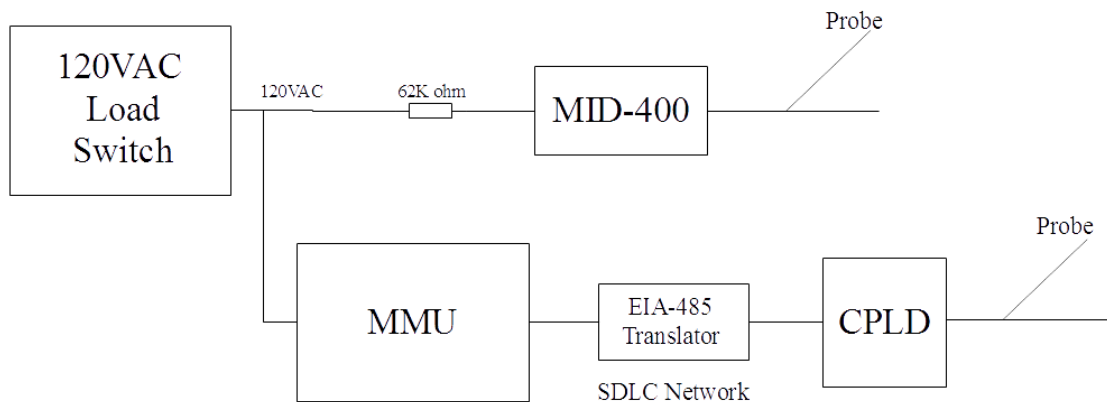 120VAC
Load
Switch
120VAC
62K ohm
MID-400
Probe
MMU
EIA-485
Translator
SDLC Network
CPLD
Probe